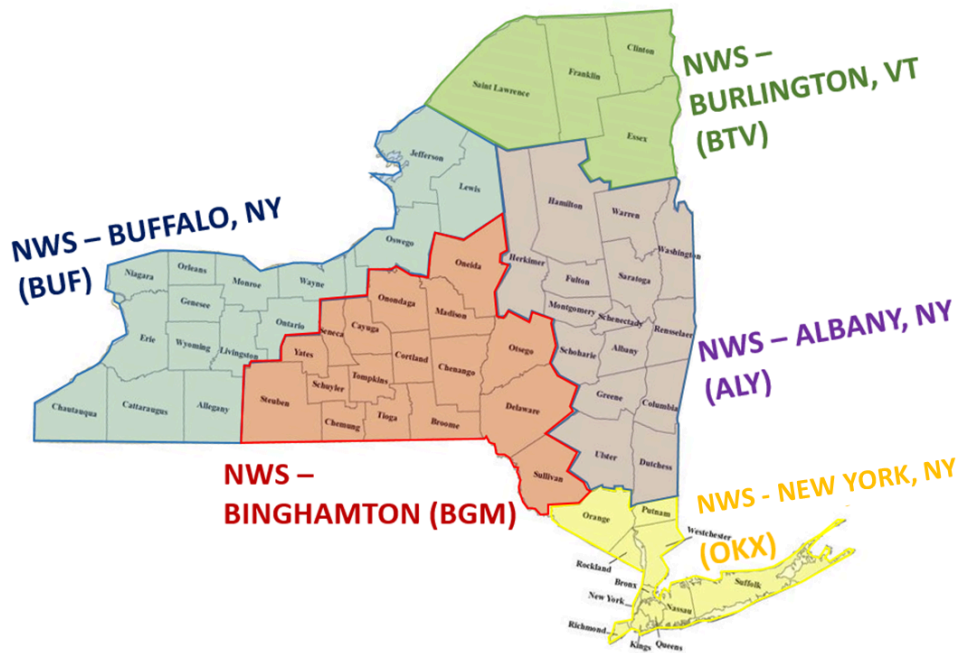 NWS –
BURLINGTON, VT
(BTV)
Clinton
Franklin
Saint Lawrence
Essex
Jefferson
Lewis
NWS – BUFFALO, NY
(BUF)
Oswego
Niagara
Orleans
Monroe
Wayne
Genesee
Ontario
Erie
Wyoming
Livingston
Chautauqua
Cattaraugus
Allegany
Hamilton
Warren
Washington
Herkimer
Fulton
Saratoga
Montgomery
Schenectady
Rensselaer
Schoharie
Albany
Greene
Columbia
Ulster
Dutchess
NWS – ALBANY, NY
(ALY)
Oneida
Onondaga
Madison
Seneca
Cayuga
Otsego
Yates
Cortland
Chenango
Tompkins
Schuyler
Steuben
Chemung
Tioga
Broome
Delaware
Sullivan
NWS –
BINGHAMTON (BGM)
NWS - NEW YORK, NY
(OKX)
Orange
Putnam
Westchester
Rockland
Bronx
New York
Nassau
Suffolk
Richmond
Kings
Queens